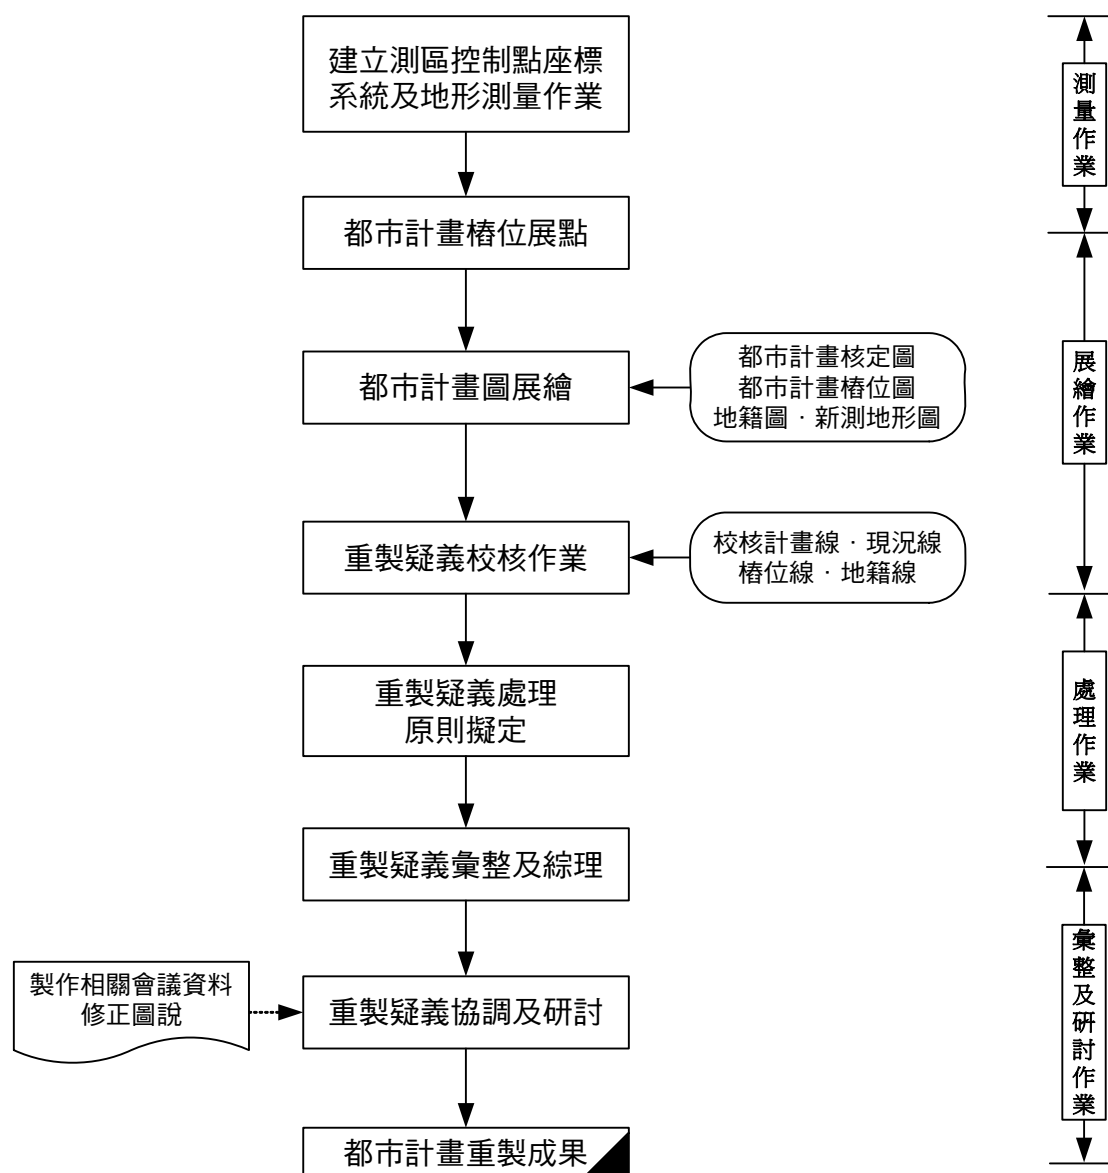 建立測區控制點座標
系統及地形測量作業
都市計畫樁位展點
都市計畫圖展繪
都市計畫核定圖
都市計畫樁位圖
地籍圖‧新測地形圖
重製疑義校核作業
校核計畫線‧現況線
樁位線‧地籍線
重製疑義處理
原則擬定
重製疑義彙整及綜理
製作相關會議資料
修正圖說
重製疑義協調及研討
都市計畫重製成果
測量作業
展繪作業
處理作業
彙整及研討作業